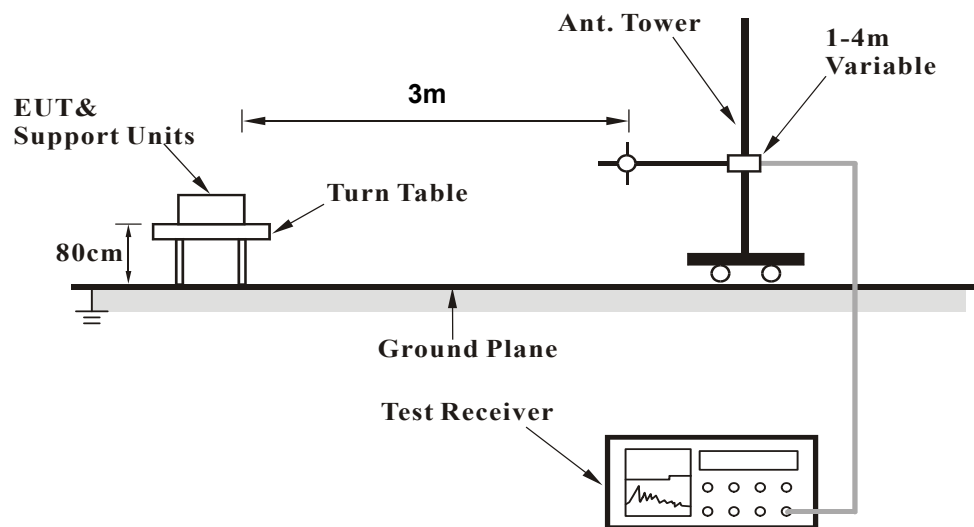 Ant. Tower
1-4m
Variable
3m
EUT&
Support Units
Turn Table
80cm
Ground Plane
Test Receiver